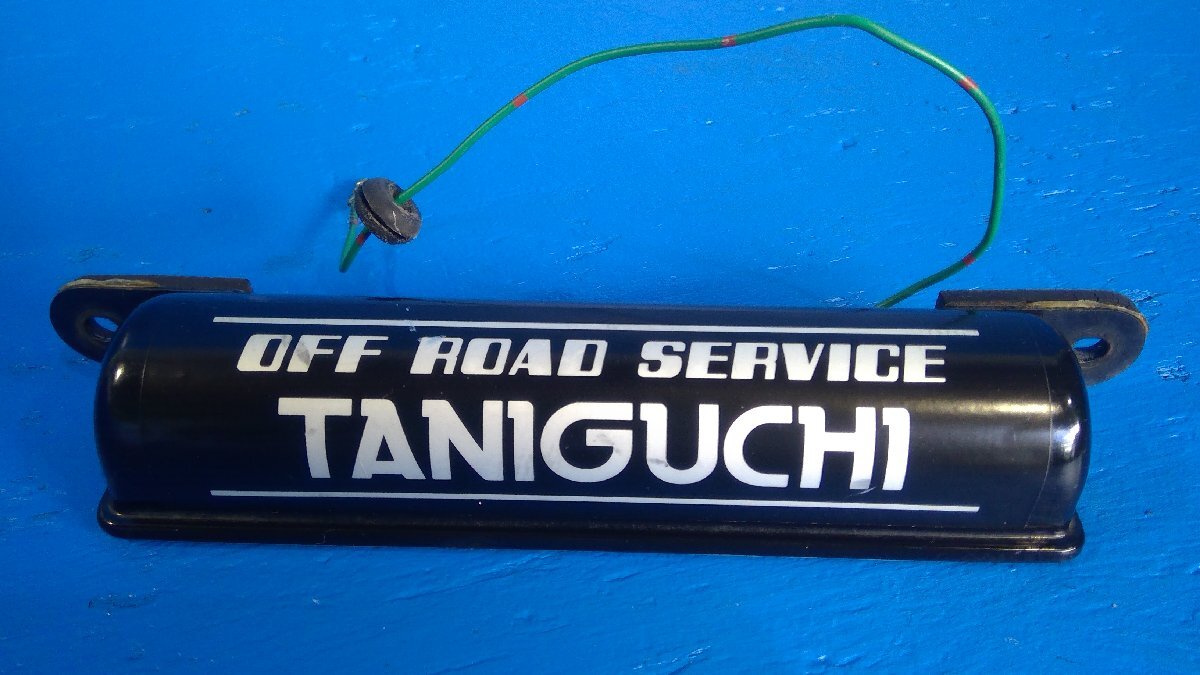 OFF ROAD SERVICE
TANIGUCHI